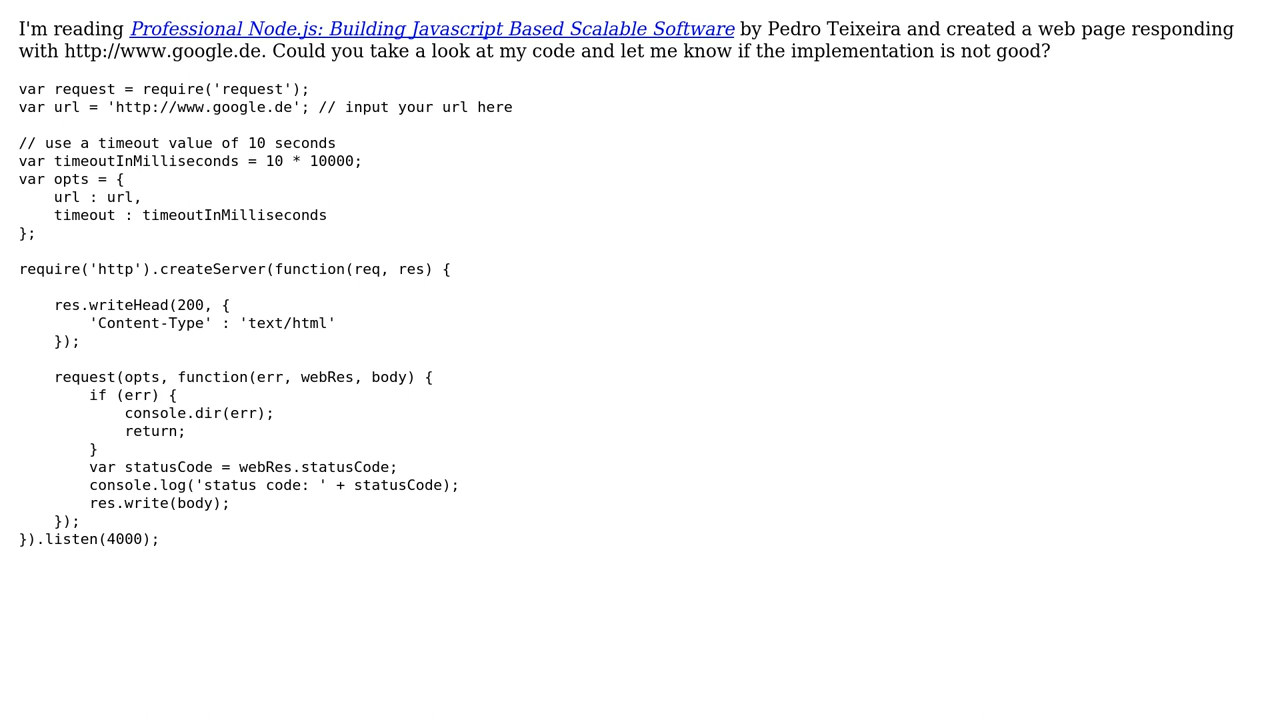 I'm reading Professional Node.js: Building Javascript Based Scalable Software by Pedro Teixeira and created a web page responding
with http://www.google.de. Could you take a look at my code and let me know if the implementation is not good?
var request = require('request');
var url = 'http://www.google.de'; // input your url here
// use a timeout value of 10 seconds
var timeoutInMilliseconds = 10 * 10000;
var opts = {
    url : url,
    timeout : timeoutInMilliseconds
};
require('http').createServer(function(req, res) {
    res.writeHead(200, {
        'Content-Type' : 'text/html'
    });
    request(opts, function(err, webRes, body) {
        if (err) {
            console.dir(err);
            return;
        }
        var statusCode = webRes.statusCode;
        console.log('status code: ' + statusCode);
        res.write(body);
    });
}).listen(4000);